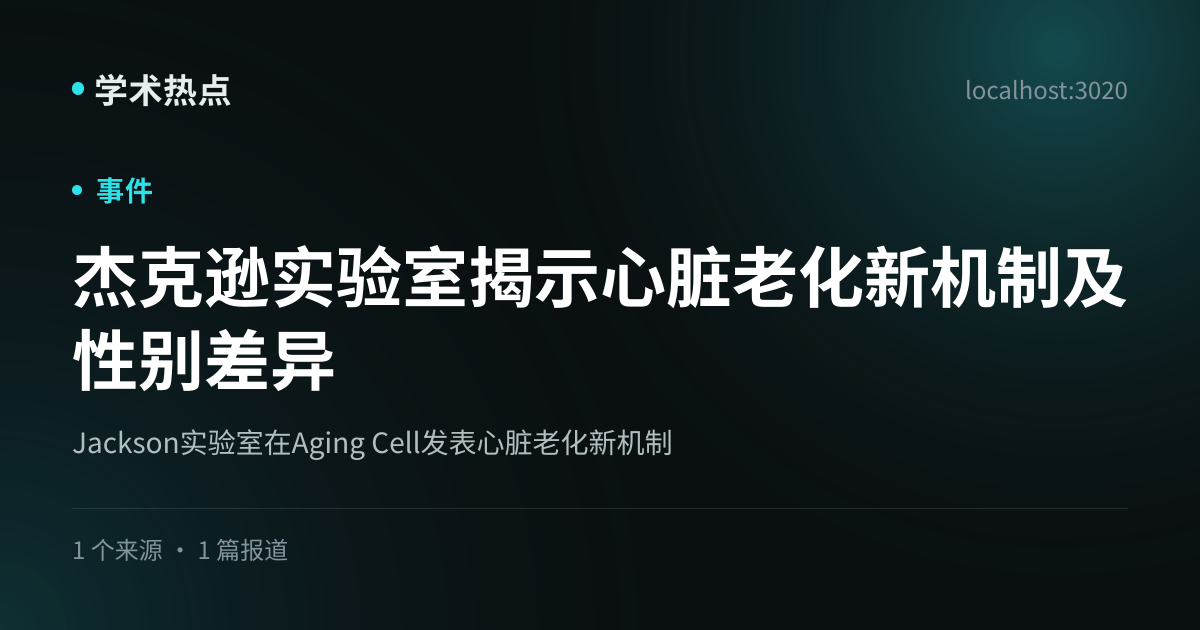 学术热点
localhost:3020
事件
杰克逊实验室揭示心脏老化新机制及
性别差异
Jackson实验室在Aging Cell发表心脏老化新机制
1 个来源 · 1 篇报道